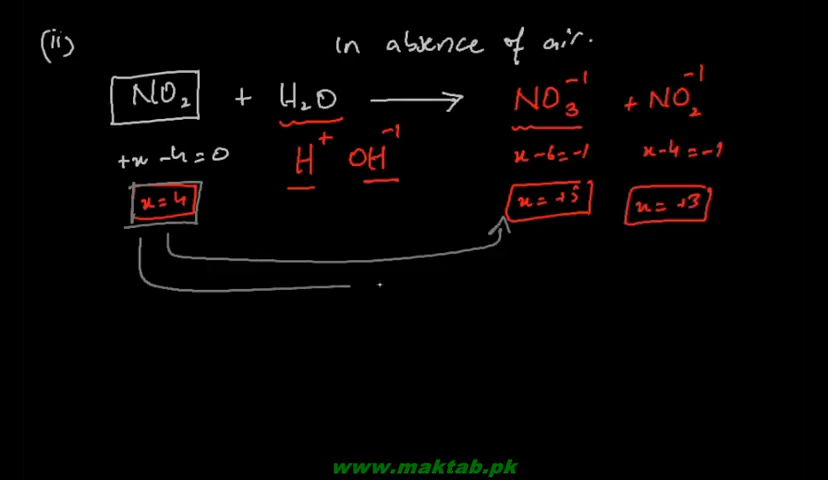 (ii) in absence of air.
NO₂ + H₂O ⟶ NO₃⁻¹ + NO₂⁻¹
+x - 4 = 0 H⁺ OH⁻¹ x - 6 = -1 x - 4 = -1
x = 4 x = +5 x = +3
www.maktab.pk